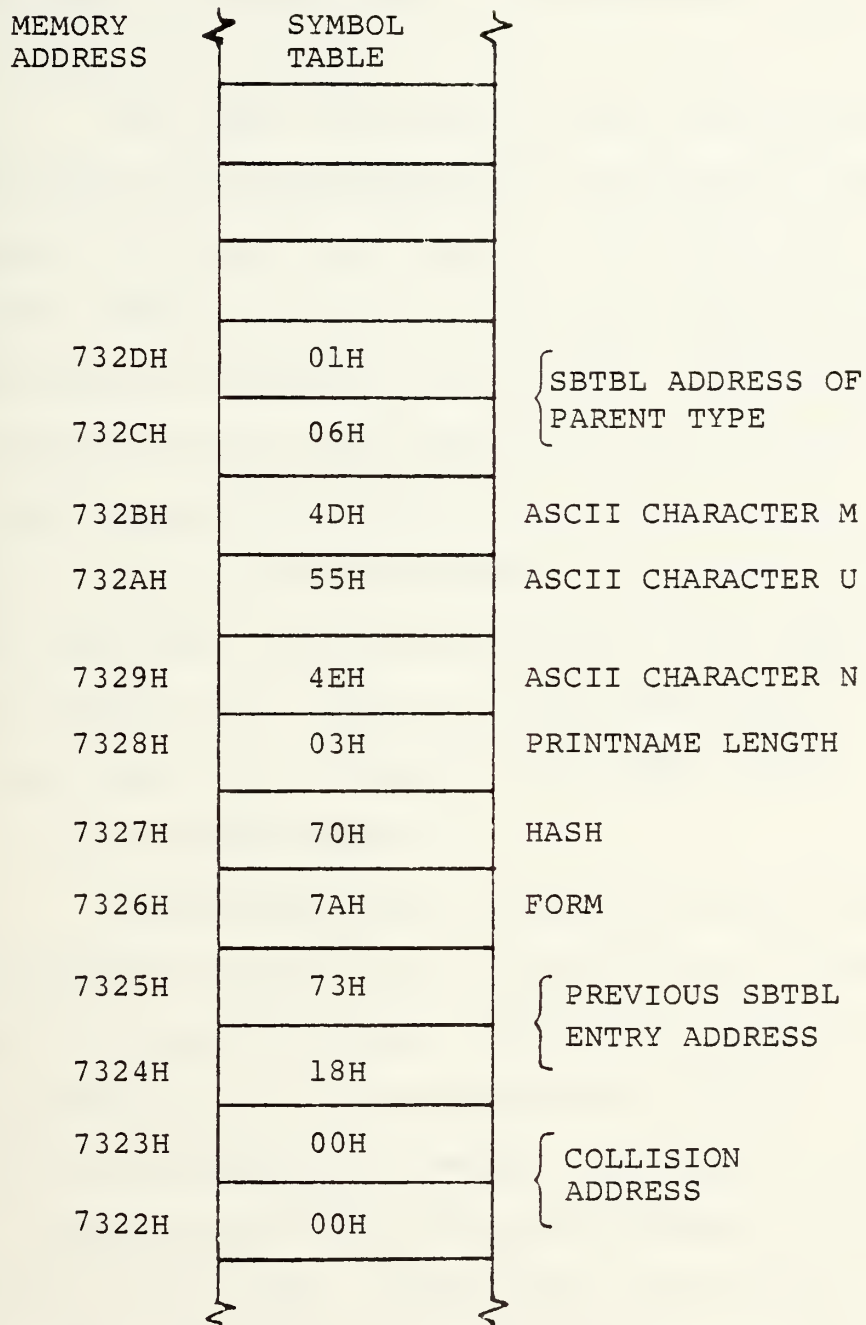 MEMORY ADDRESS
SYMBOL TABLE
732DH 01H
SBTBL ADDRESS OF
PARENT TYPE
732CH 06H
732BH 4DH ASCII CHARACTER M
732AH 55H ASCII CHARACTER U
7329H 4EH ASCII CHARACTER N
7328H 03H PRINTNAME LENGTH
7327H 70H HASH
7326H 7AH FORM
7325H 73H PREVIOUS SBTBL
ENTRY ADDRESS
7324H 18H
7323H 00H COLLISION
ADDRESS
7322H 00H